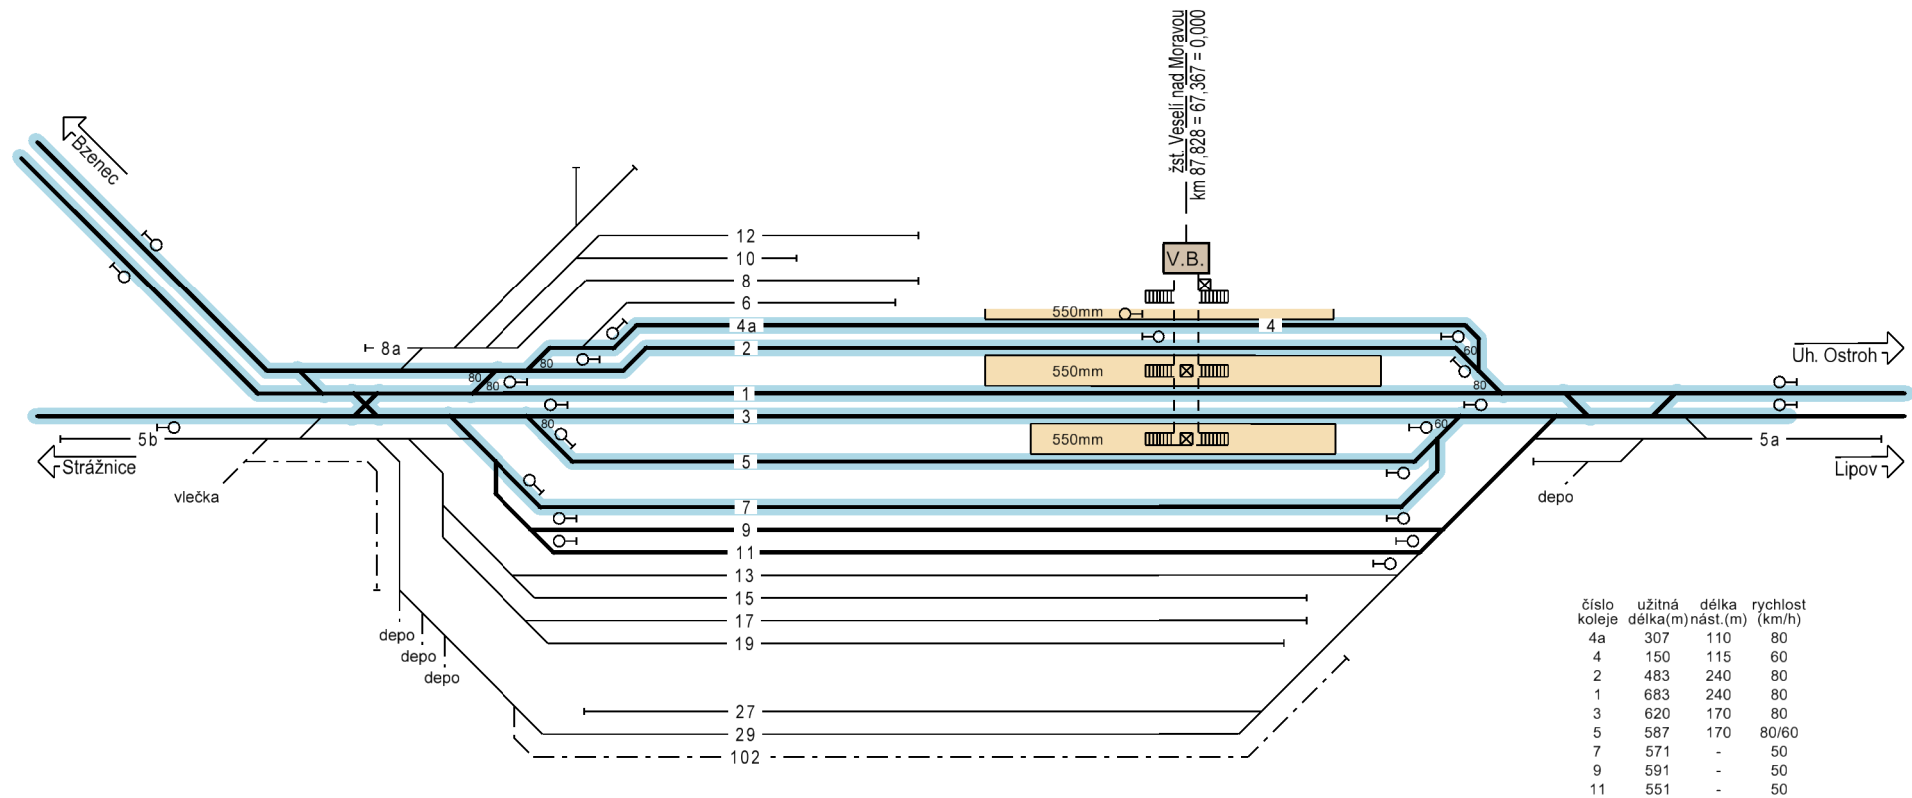 žst. Veselí nad Moravou
km 87,828 = 67,367 = 0,000
Bzenec
12
V.B.
10
8
6
550mm
4a
4
8a
2
60
Uh. Ostroh
80
80
80
550mm
80
1
3
80
60
5b
550mm
5a
Strážnice
5
Lipov
vlečka
depo
7
9
11
13
15
17
19
depo
depo
depo
27
29
102
číslo užitná délka rychlost
koleje délka(m) nást.(m) (km/h)
4a 307 110 80
4 150 115 60
2 483 240 80
1 683 240 80
3 620 170 80
5 587 170 80/60
7 571 - 50
9 591 - 50
11 551 - 50